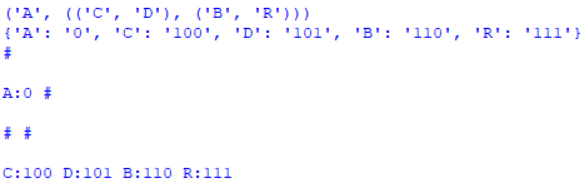 ('A', (('C', 'D'), ('B', 'R')))
{'A': '0', 'C': '100', 'D': '101', 'B': '110', 'R': '111'}
#
A:0 #
# #
C:100 D:101 B:110 R:111